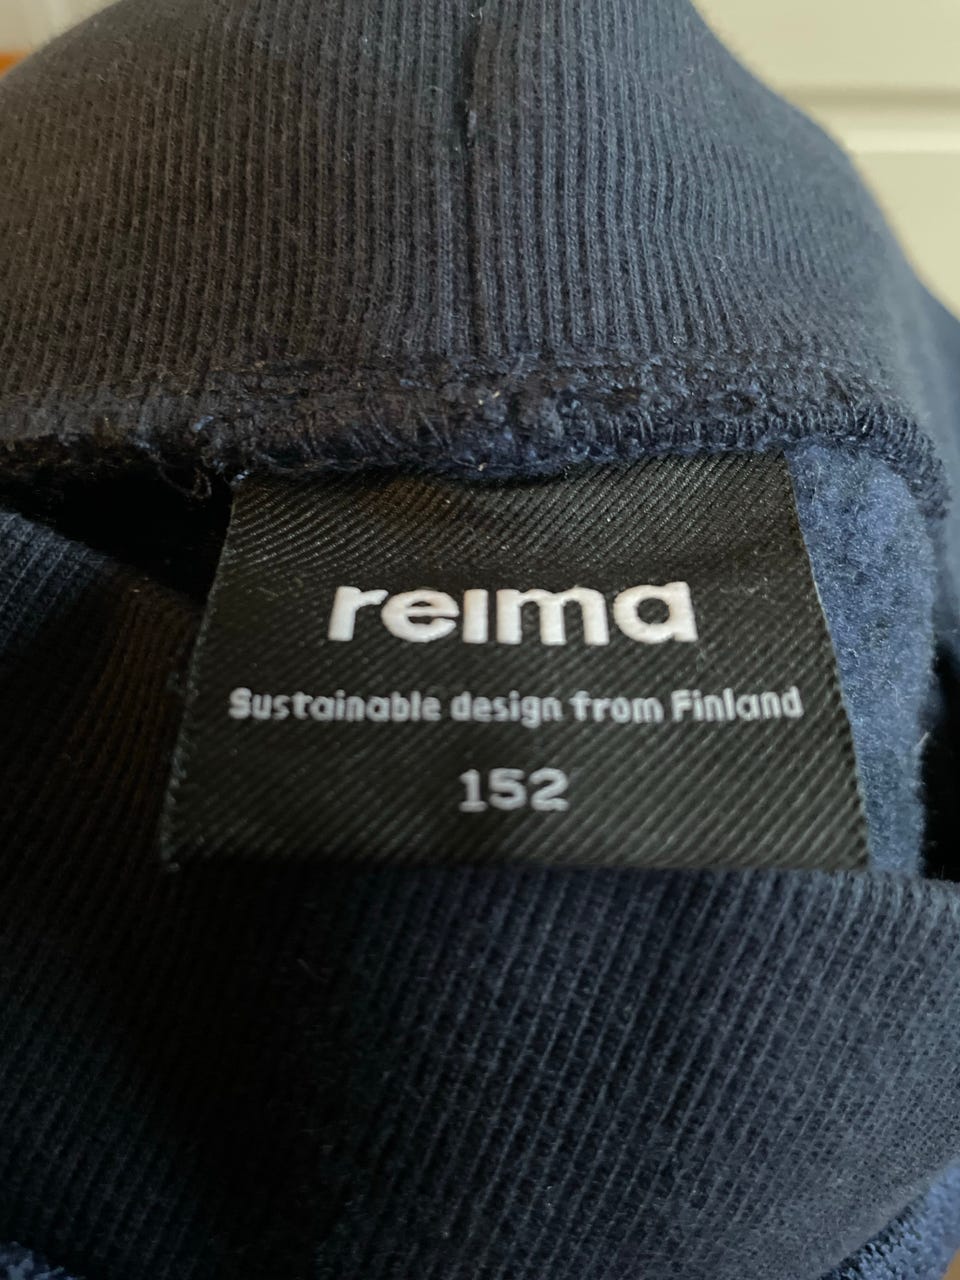 reima
Sustainable design from Finland
152